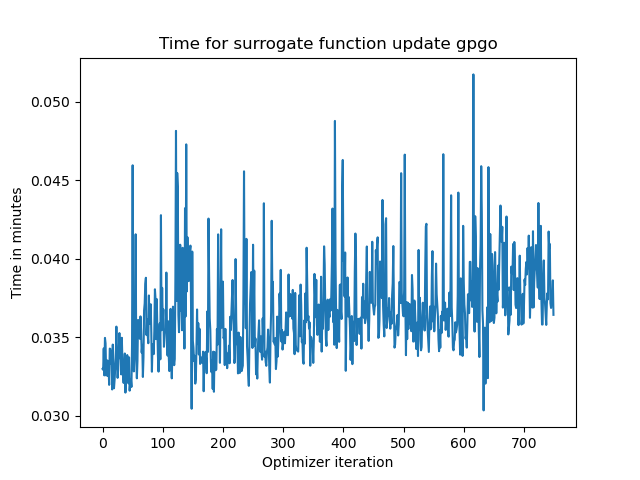 Time for surrogate function update gpgo
0.050
0.045
0.040
0.035
0.030
Time in minutes
0 100 200 300 400 500 600 700
Optimizer iteration